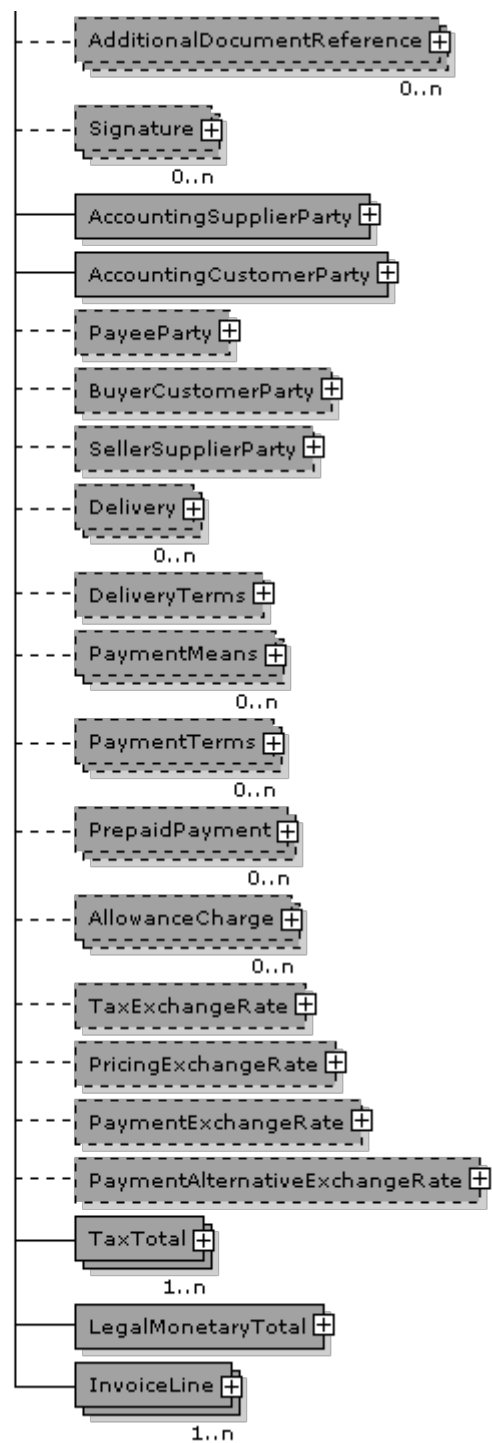 AdditionalDocumentReference
0..n
Signature
0..n
AccountingSupplierParty
AccountingCustomerParty
PayeeParty
BuyerCustomerParty
SellerSupplierParty
Delivery
0..n
DeliveryTerms
PaymentMeans
0..n
PaymentTerms
0..n
PrepaidPayment
0..n
AllowanceCharge
0..n
TaxExchangeRate
PricingExchangeRate
PaymentExchangeRate
PaymentAlternativeExchangeRate
TaxTotal
1..n
LegalMonetaryTotal
InvoiceLine
1..n